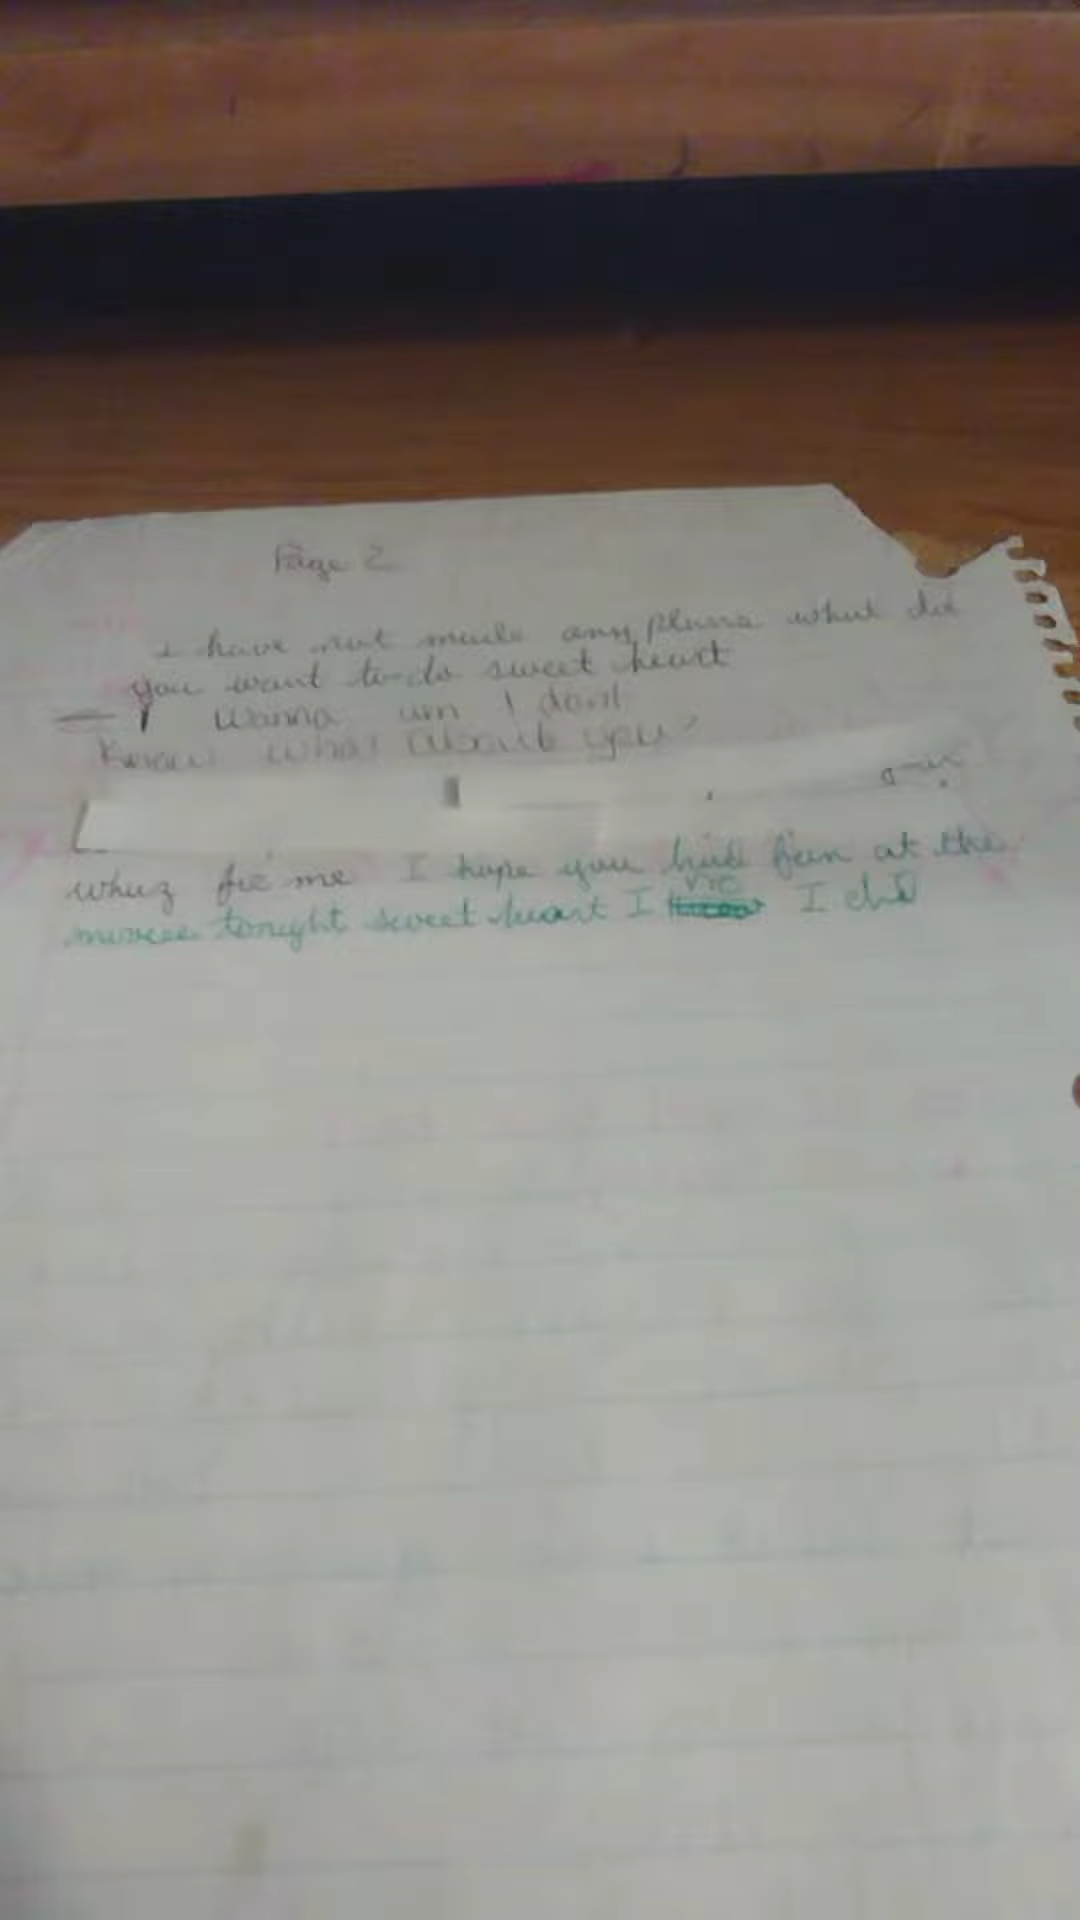 Page 2
I have not made any plans what did
you want to do sweet heart
I Wanna um I dont
Know what about you?
for me I hope you had fun at the
movies tonight sweet heart I I did